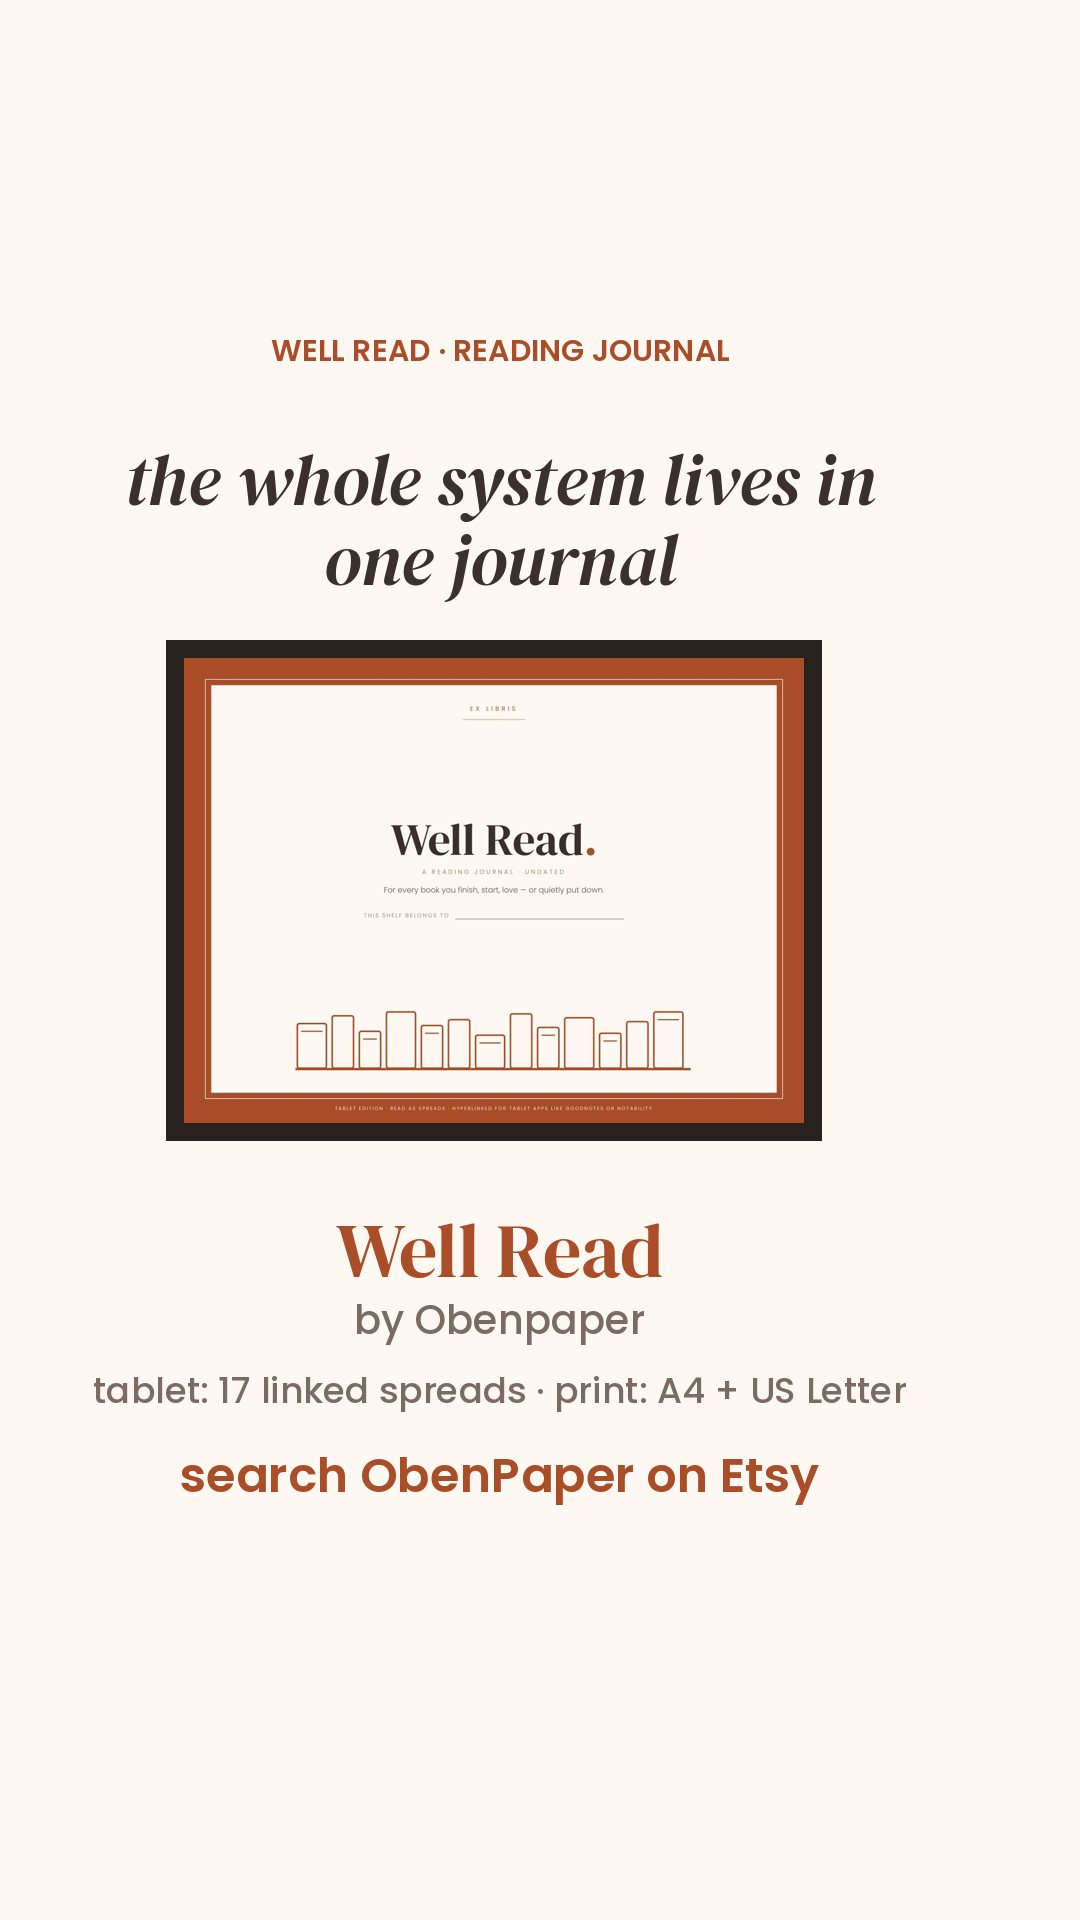 WELL READ · READING JOURNAL
the whole system lives in
one journal
EX LIBRIS
Well Read.
A READING JOURNAL · UNDATED
For every book you finish, start, love — or quietly put down.
THIS SHELF BELONGS TO
TABLET EDITION · READ AS SPREADS · HYPERLINKED FOR TABLET APPS LIKE GOODNOTES OR NOTABILITY
Well Read
by Obenpaper
tablet: 17 linked spreads · print: A4 + US Letter
search ObenPaper on Etsy